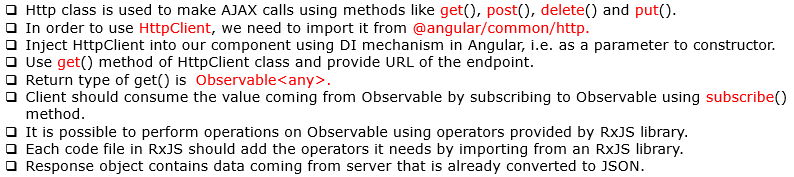 ❑ Http class is used to make AJAX calls using methods like get(), post(), delete() and put().
❑ In order to use HttpClient, we need to import it from @angular/common/http.
❑ Inject HttpClient into our component using DI mechanism in Angular, i.e. as a parameter to constructor.
❑ Use get() method of HttpClient class and provide URL of the endpoint.
❑ Return type of get() is Observable<any>.
❑ Client should consume the value coming from Observable by subscribing to Observable using subscribe()
method.
❑ It is possible to perform operations on Observable using operators provided by RxJS library.
❑ Each code file in RxJS should add the operators it needs by importing from an RxJS library.
❑ Response object contains data coming from server that is already converted to JSON.